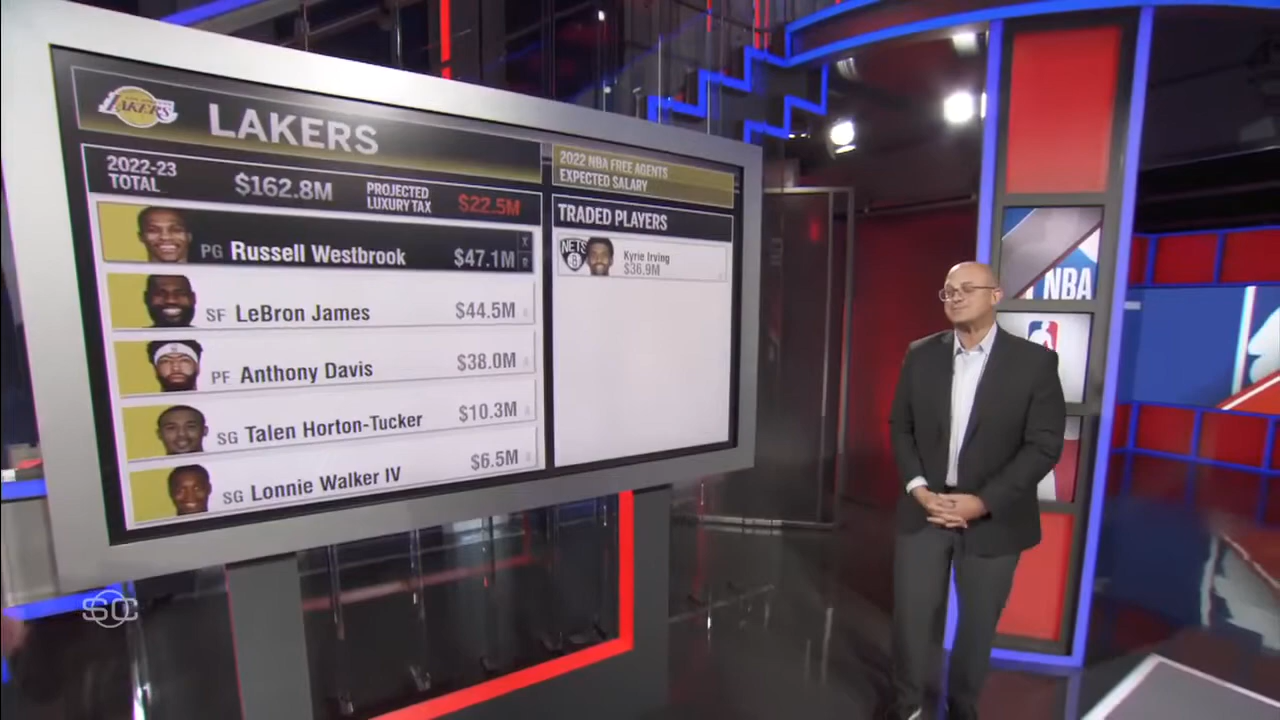 LAKERS
LAKERS
2022-23
TOTAL
$162.8M
PROJECTED
LUXURY TAX
$22.5M
PG Russell Westbrook $47.1M
SF LeBron James $44.5M
PF Anthony Davis $38.0M
SG Talen Horton-Tucker $10.3M
SG Lonnie Walker IV $6.5M
2022 NBA FREE AGENTS
EXPECTED SALARY
TRADED PLAYERS
NETS
Kyrie Irving
$36.9M
NBA
SC